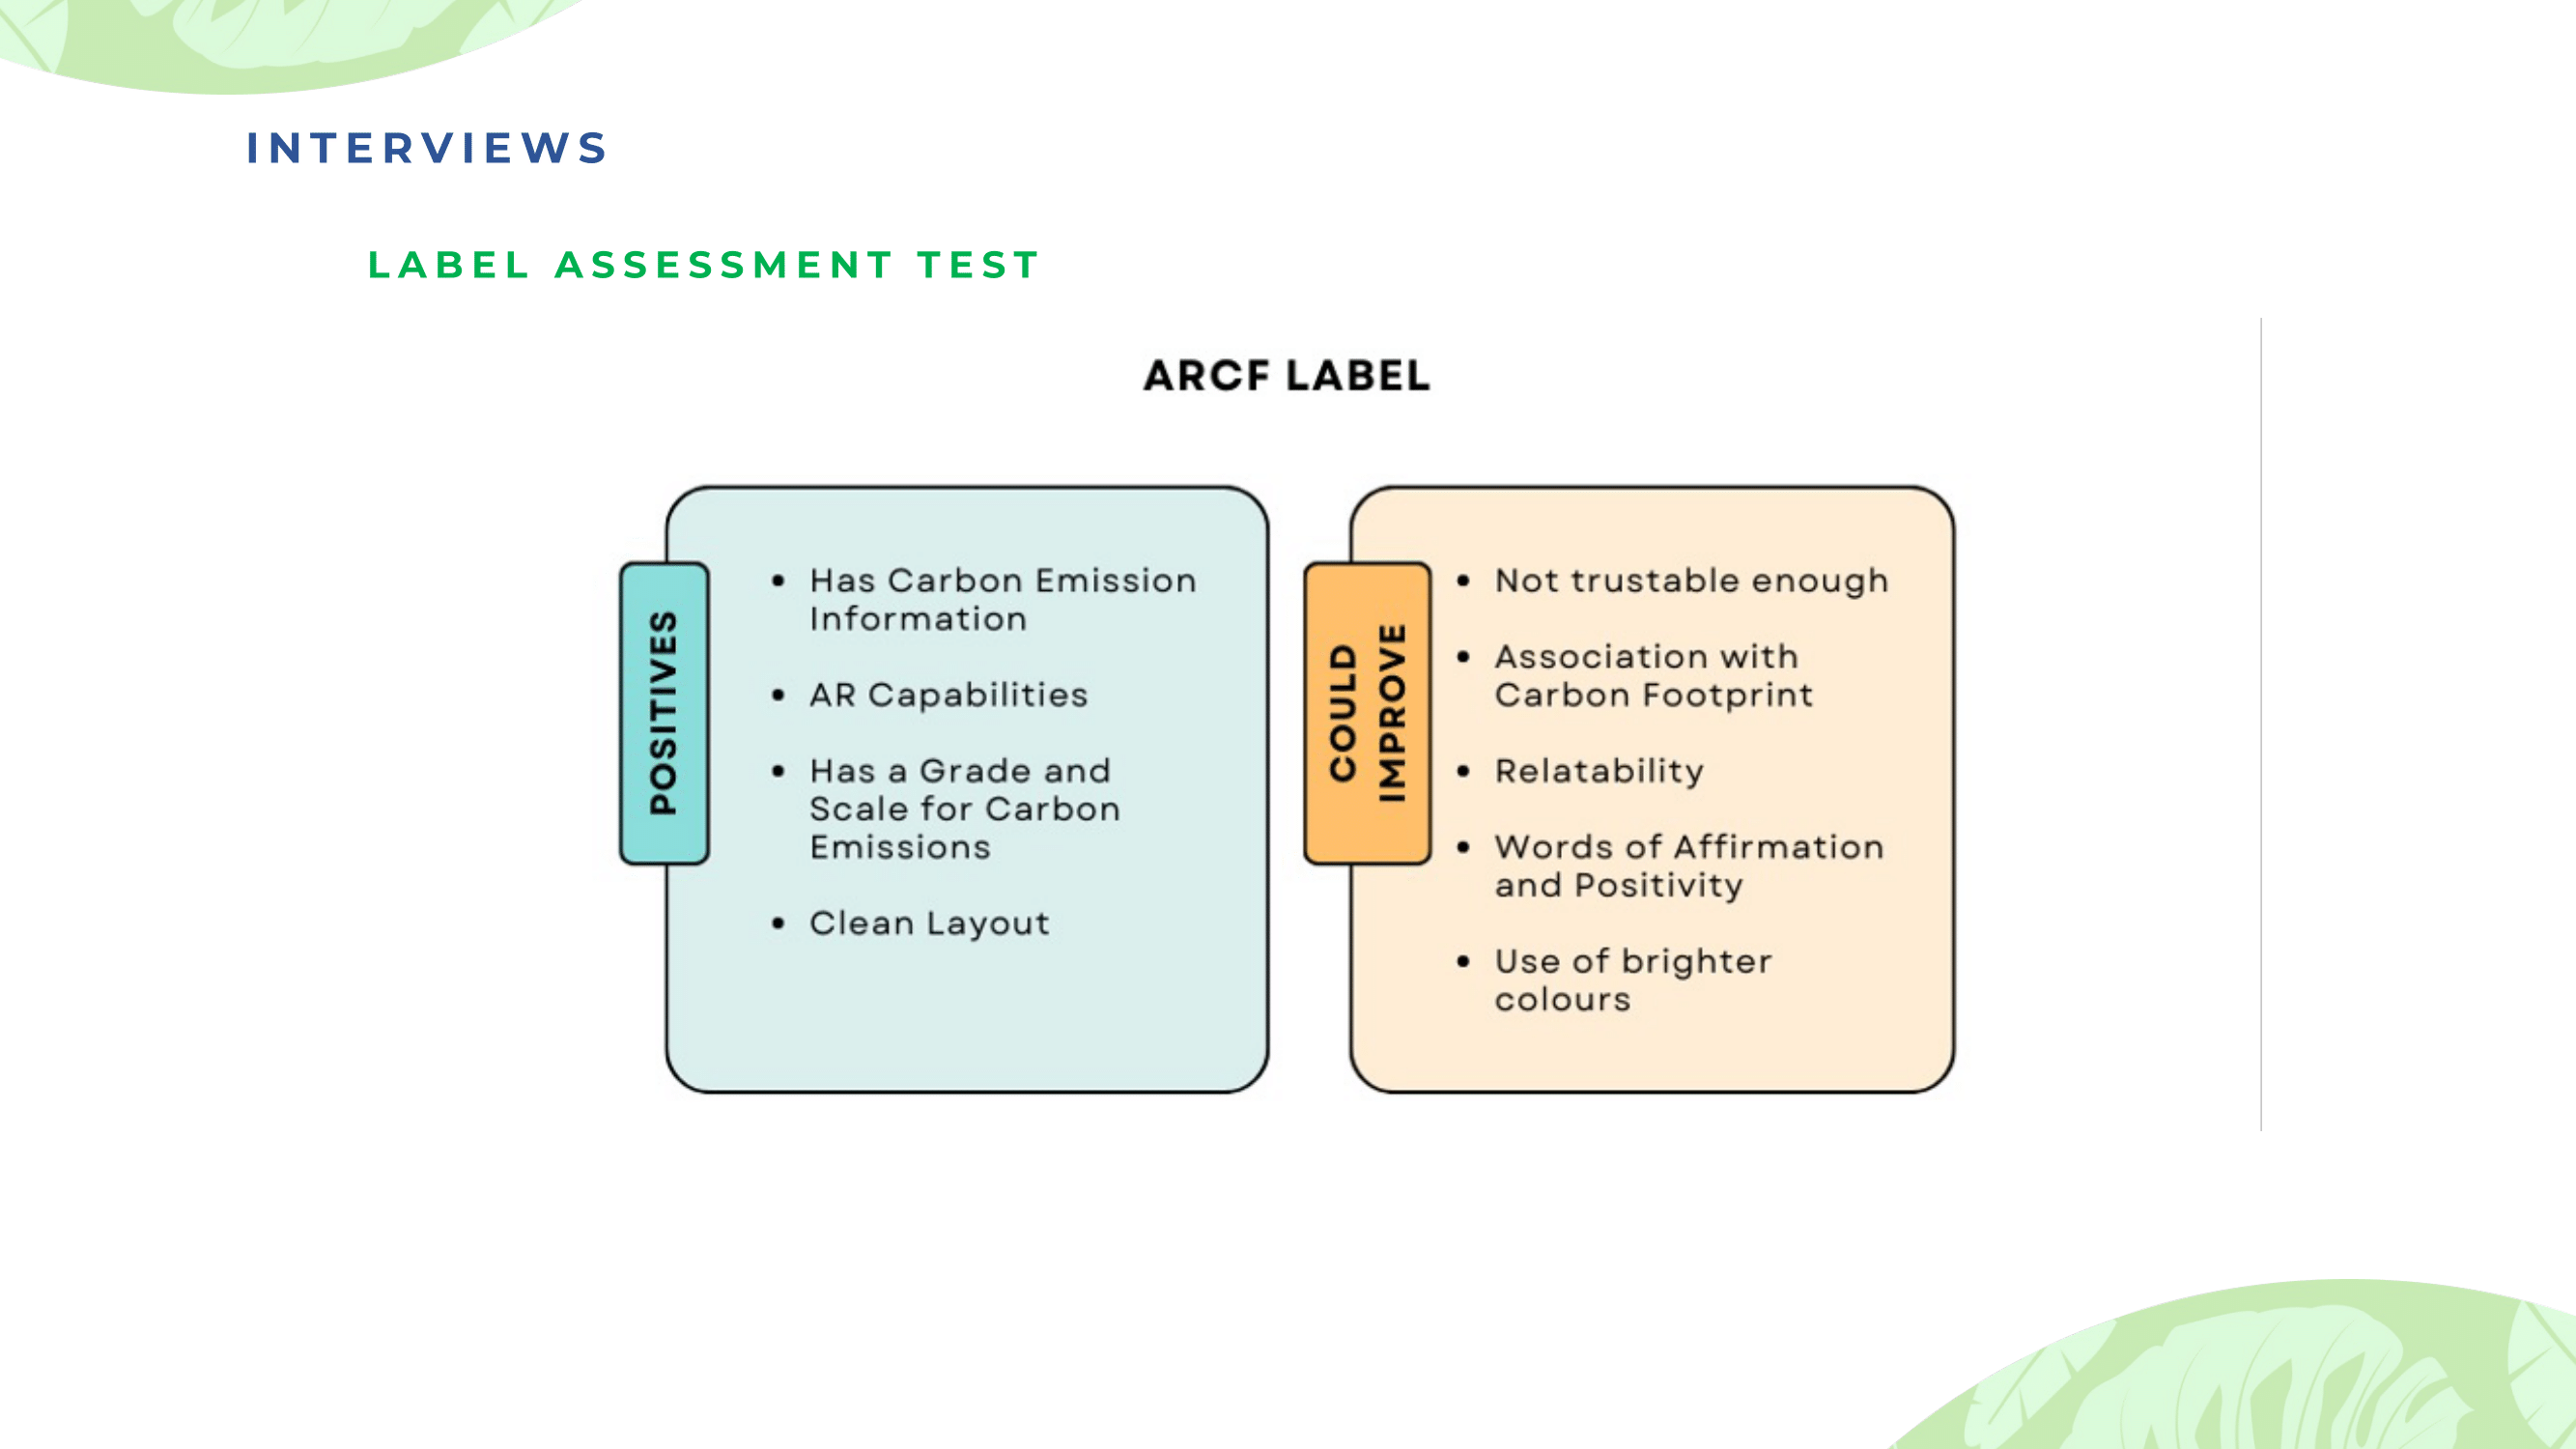 INTERVIEWS
LABEL ASSESSMENT TEST
ARCF LABEL
POSITIVES
• Has Carbon Emission
Information
• AR Capabilities
• Has a Grade and
Scale for Carbon
Emissions
• Clean Layout
COULD
IMPROVE
• Not trustable enough
• Association with
Carbon Footprint
• Relatability
• Words of Affirmation
and Positivity
• Use of brighter
colours